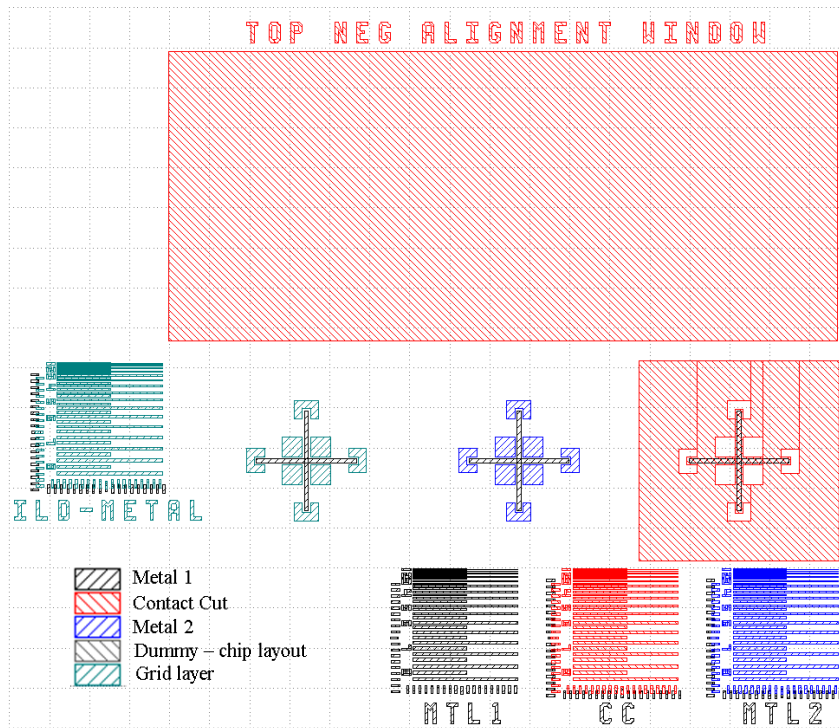 TOP NEG ALIGNMENT WINDOW
ILD-METAL
Metal 1
Contact Cut
Metal 2
Dummy – chip layout
Grid layer
MTL1 CC MTL2